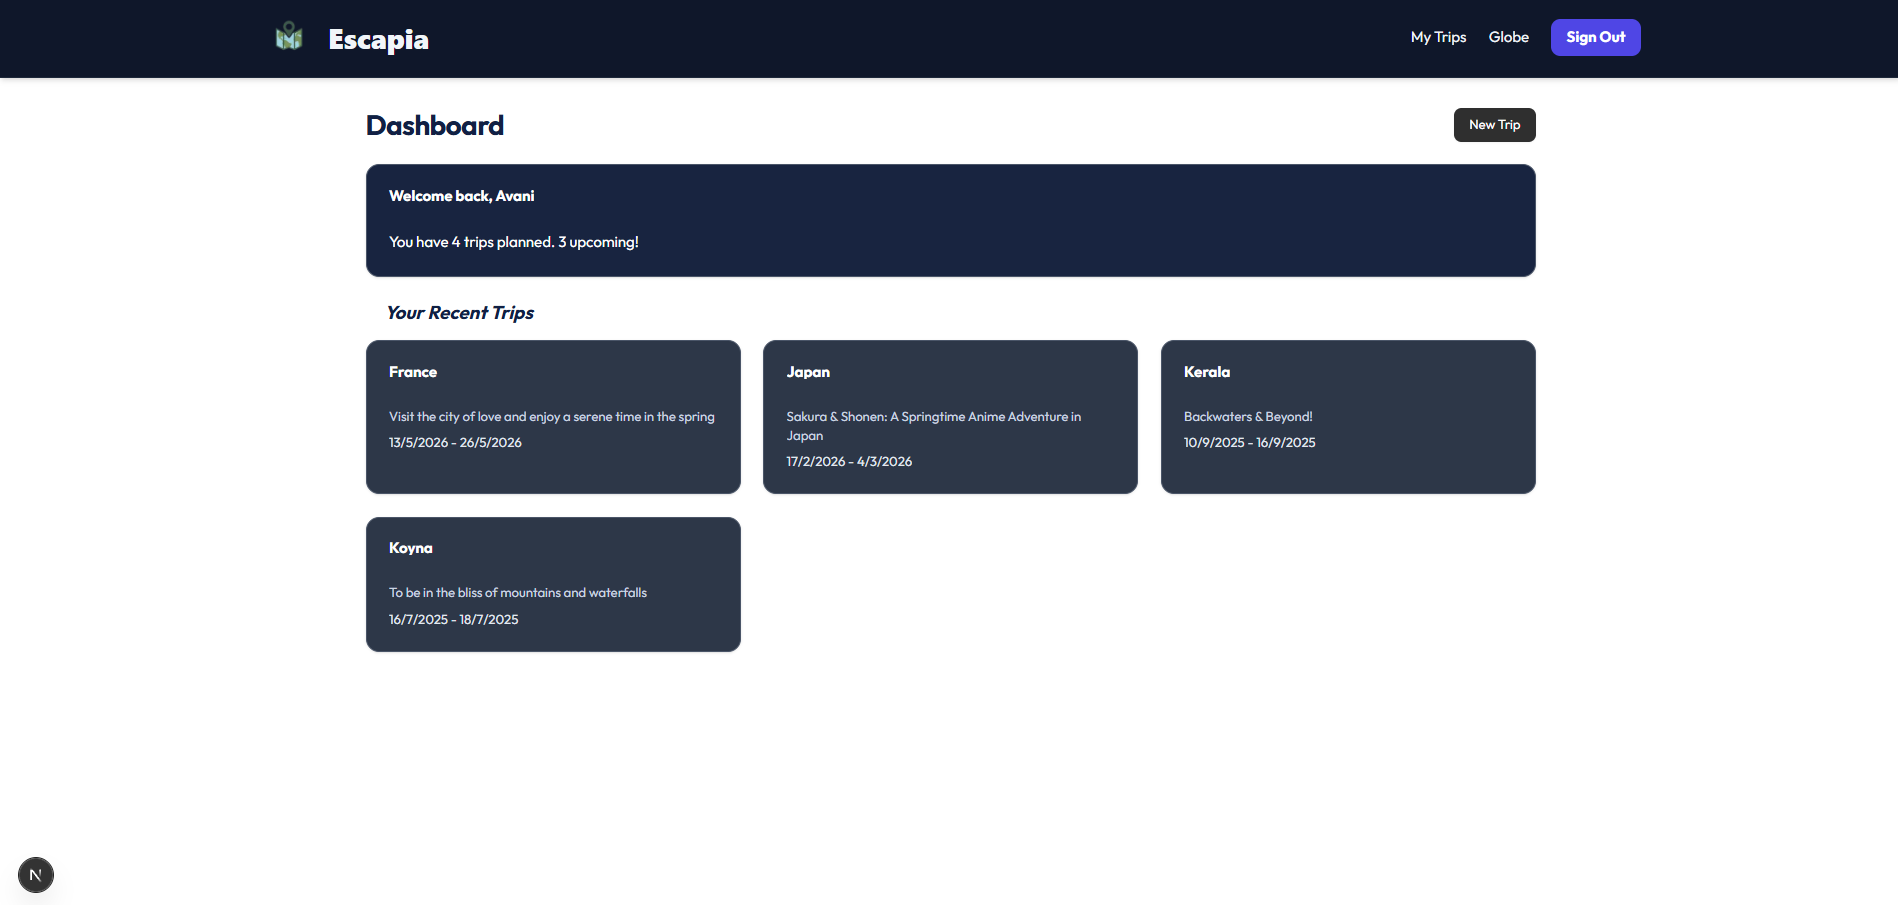 Escapia
My Trips
Globe
Sign Out
Dashboard
New Trip
Welcome back, Avani
You have 4 trips planned. 3 upcoming!
Your Recent Trips
France
Visit the city of love and enjoy a serene time in the spring
13/5/2026 - 26/5/2026
Japan
Sakura & Shonen: A Springtime Anime Adventure in
Japan
17/2/2026 - 4/3/2026
Kerala
Backwaters & Beyond!
10/9/2025 - 16/9/2025
Koyna
To be in the bliss of mountains and waterfalls
16/7/2025 - 18/7/2025
N